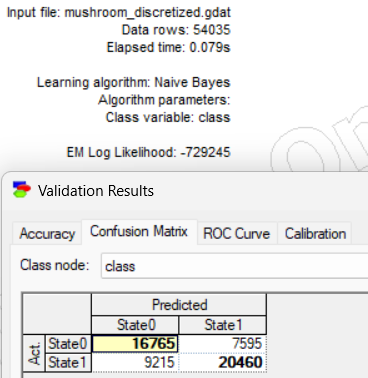 Input file: mushroom_discretized.gdat
Data rows: 54035
Elapsed time: 0.079s
Learning algorithm: Naive Bayes
Algorithm parameters:
Class variable: class
EM Log Likelihood: -729245
Validation Results
Accuracy Confusion Matrix ROC Curve Calibration
Class node: class
Predicted
State0 State1
Act. State0 16765 7595
State1 9215 20460